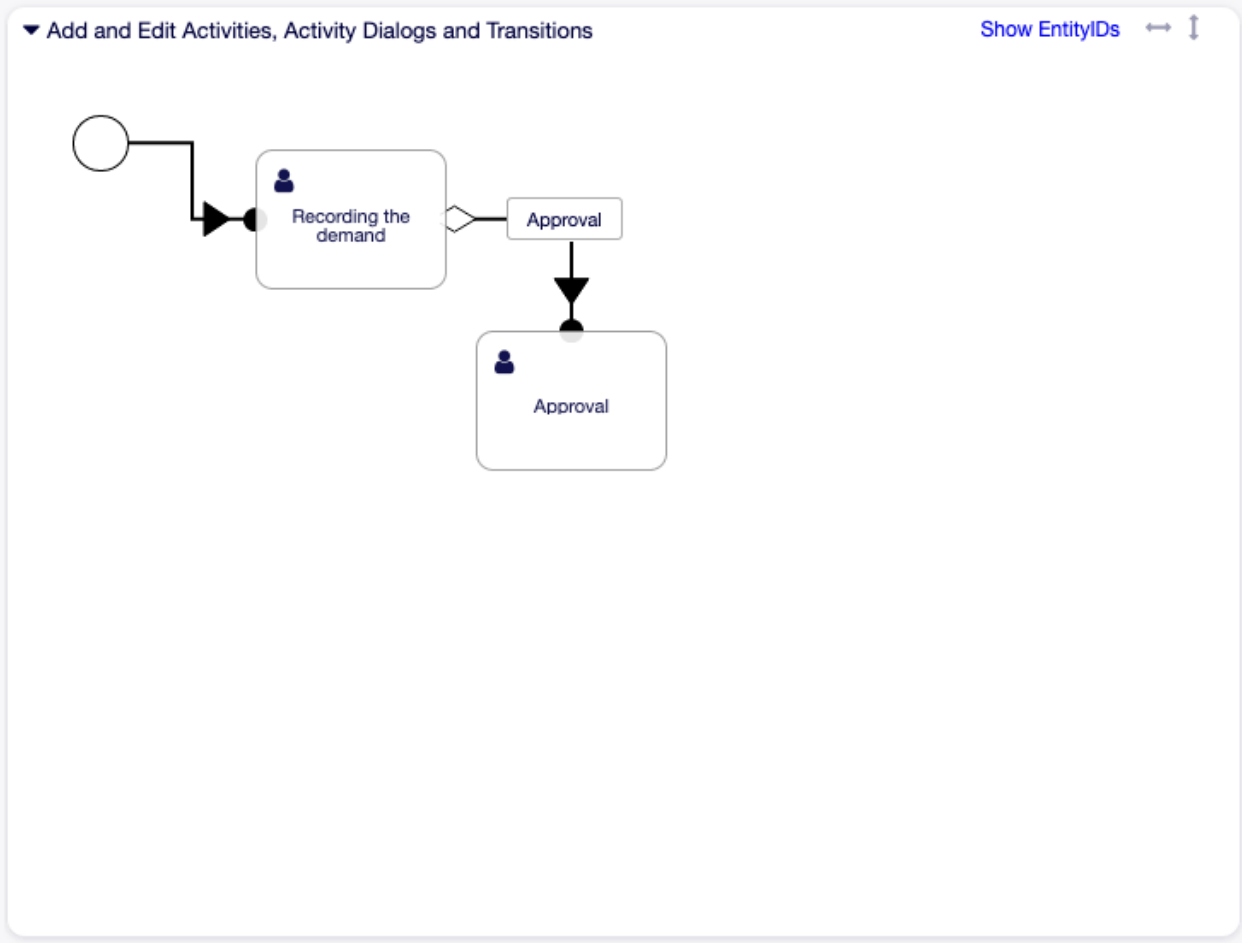 Add and Edit Activities, Activity Dialogs and Transitions
Show EntityIDs
Recording the
demand
Approval
Approval